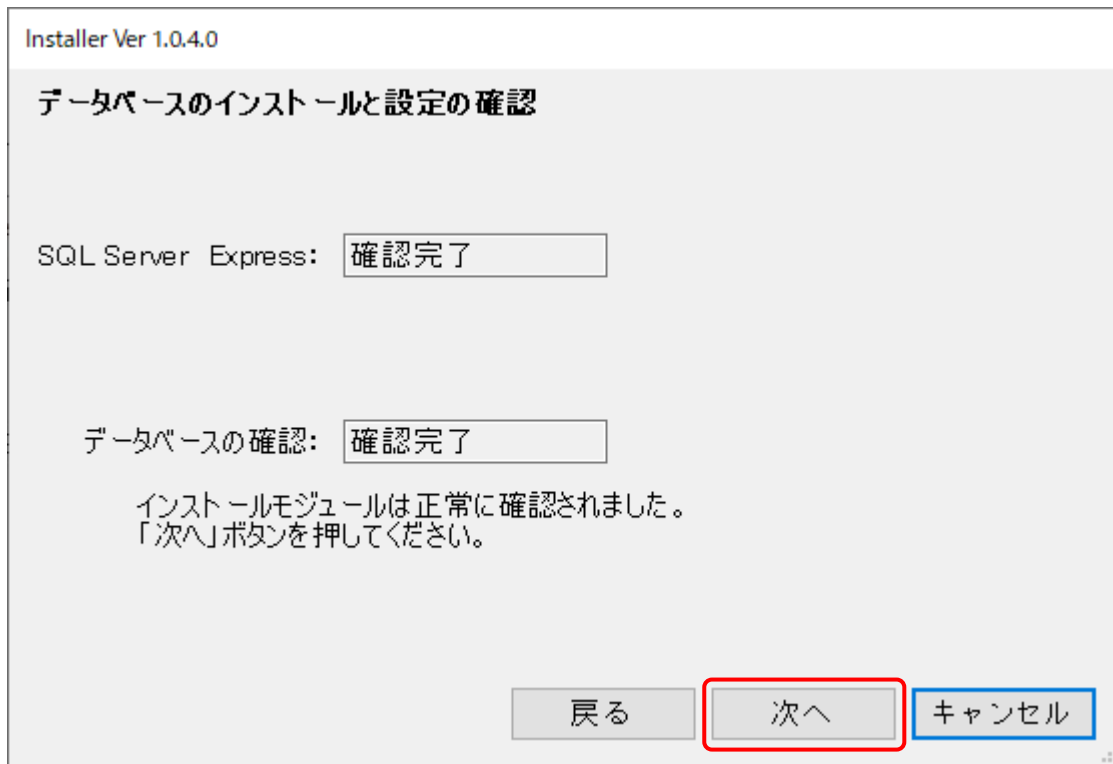 Installer Ver 1.0.4.0
データベースのインストールと設定の確認
SQL Server Express: 確認完了
データベースの確認: 確認完了
インストールモジュールは正常に確認されました。
「次へ」ボタンを押してください。
戻る 次へ キャンセル